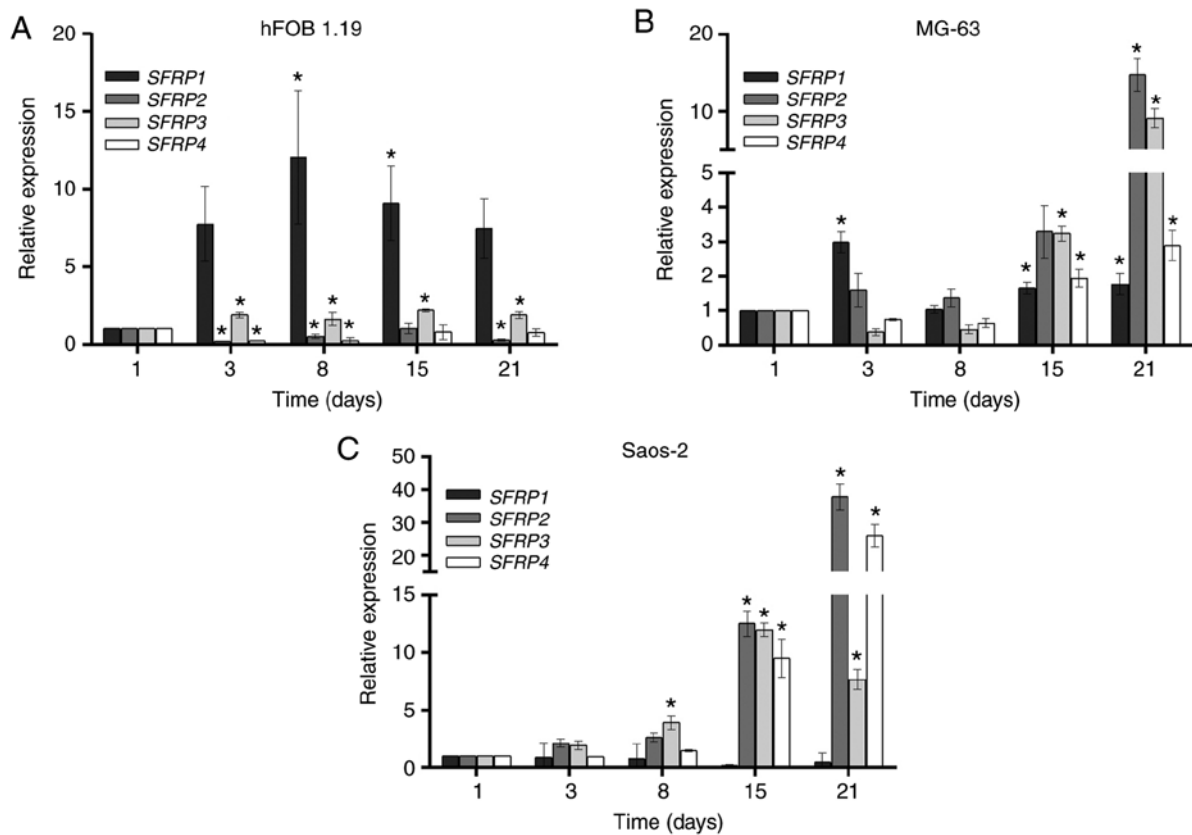 A
hFOB 1.19
20
15
10
5
0
Relative expression
SFRP1
SFRP2
SFRP3
SFRP4
*
*
*
*
*
*
*
*
*
*
*
1
3
8
15
21
Time (days)
B
MG-63
20
10
5
4
3
2
1
0
Relative expression
SFRP1
SFRP2
SFRP3
SFRP4
*
*
*
*
*
*
*
*
1
3
8
15
21
Time (days)
C
Saos-2
50
40
30
20
15
10
5
0
Relative expression
SFRP1
SFRP2
SFRP3
SFRP4
*
*
*
*
*
*
*
1
3
8
15
21
Time (days)